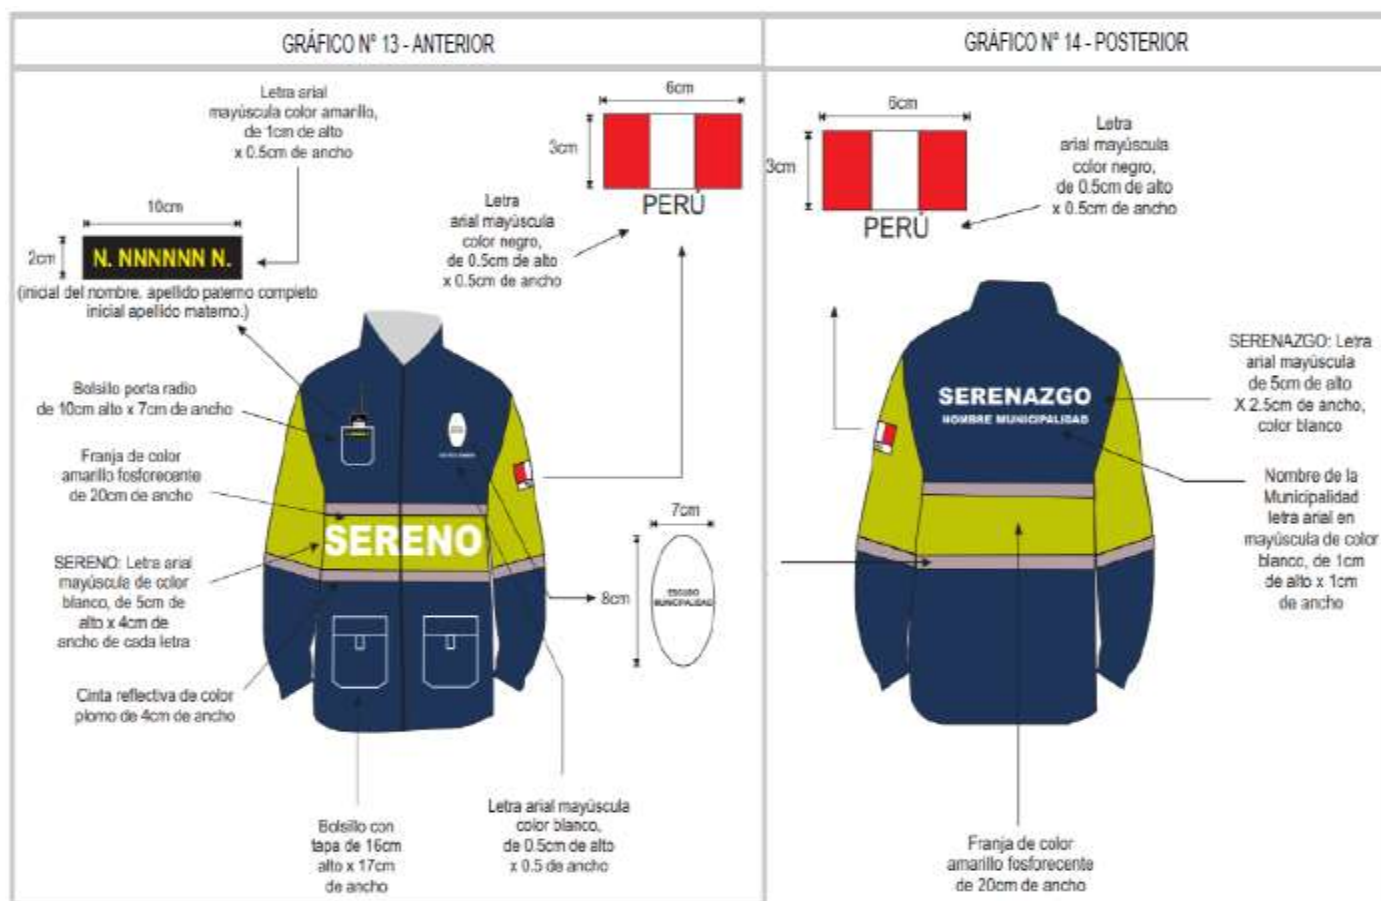 GRÁFICO Nº 13 - ANTERIOR
GRÁFICO Nº 14 - POSTERIOR
Letra arial
mayúscula color amarillo,
de 1cm de alto
x 0.5cm de ancho
10cm
2cm
N. NNNNNN N.
(inicial del nombre, apellido paterno completo
inicial apellido materno.)
6cm
3cm
PERÚ
Letra
arial mayúscula
color negro,
de 0.5cm de alto
x 0.5cm de ancho
Bolsillo porta radio
de 10cm alto x 7cm de ancho
Franja de color
amarillo fosforecente
de 20cm de ancho
SERENO: Letra arial
mayúscula de color
blanco, de 5cm de
alto x 4cm de
ancho de cada letra
Cinta reflectiva de color
plomo de 4cm de ancho
SERENO
7cm
8cm
ESCUDO
MUNICIPALIDAD
Bolsillo con
tapa de 16cm
alto x 17cm
de ancho
Letra arial mayúscula
color blanco,
de 0.5cm de alto
x 0.5 de ancho
6cm
3cm
PERÚ
Letra
arial mayúscula
color negro,
de 0.5cm de alto
x 0.5cm de ancho
SERENAZGO
NOMBRE MUNICIPALIDAD
SERENAZGO: Letra
arial mayúscula
de 5cm de alto
X 2.5cm de ancho,
color blanco
Nombre de la
Municipalidad
letra arial en
mayúscula de color
blanco, de 1cm
de alto x 1cm
de ancho
Franja de color
amarillo fosforecente
de 20cm de ancho